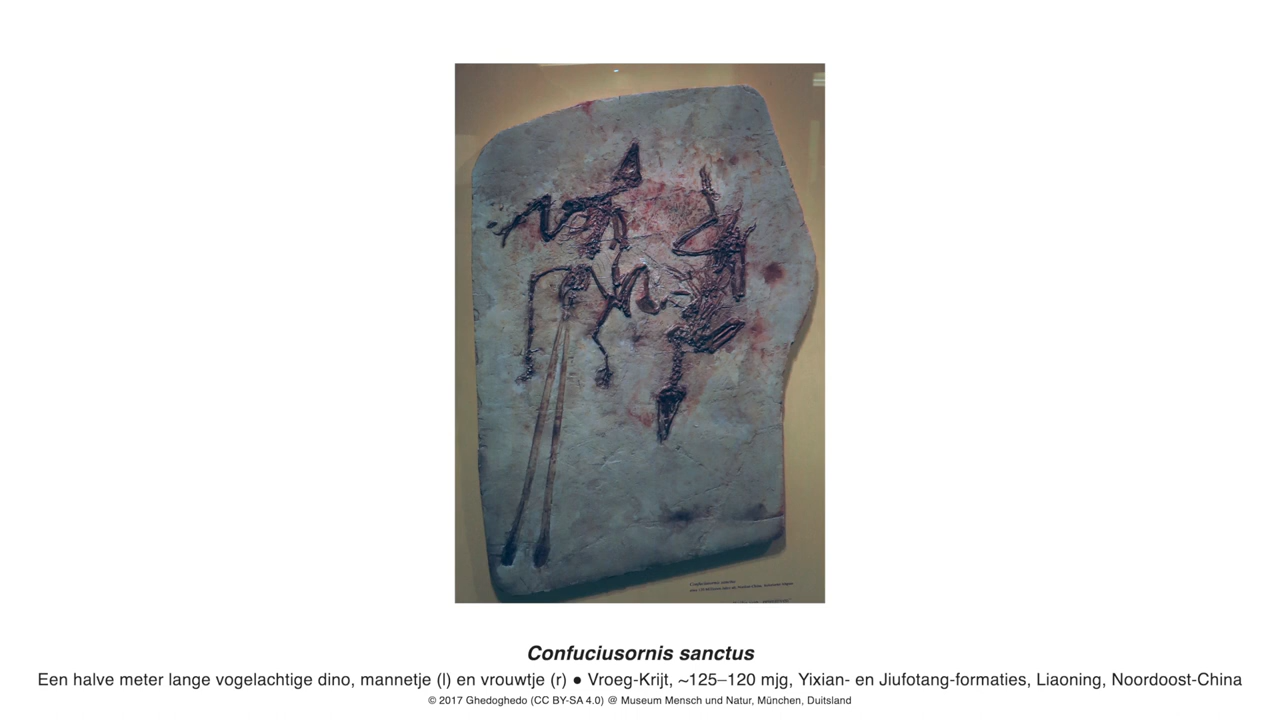 Confuciusornis sanctus
Een halve meter lange vogelachtige dino, mannetje (l) en vrouwtje (r) ● Vroeg-Krijt, ~125–120 mjg, Yixian- en Jiufotang-formaties, Liaoning, Noordoost-China
© 2017 Ghedoghedo (CC BY-SA 4.0) @ Museum Mensch und Natur, München, Duitsland